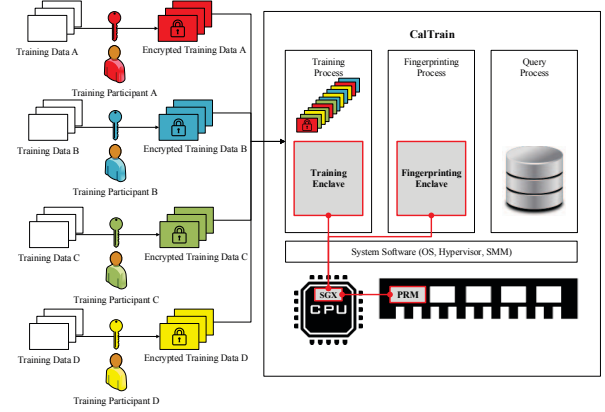 Training Data A
Training Participant A
Encrypted Training Data A
Training Data B
Training Participant B
Encrypted Training Data B
Training Data C
Training Participant C
Encrypted Training Data C
Training Data D
Training Participant D
Encrypted Training Data D
CalTrain
Training
Process
Fingerprinting
Process
Query
Process
Training
Enclave
Fingerprinting
Enclave
System Software (OS, Hypervisor, SMM)
SGX
CPU
PRM